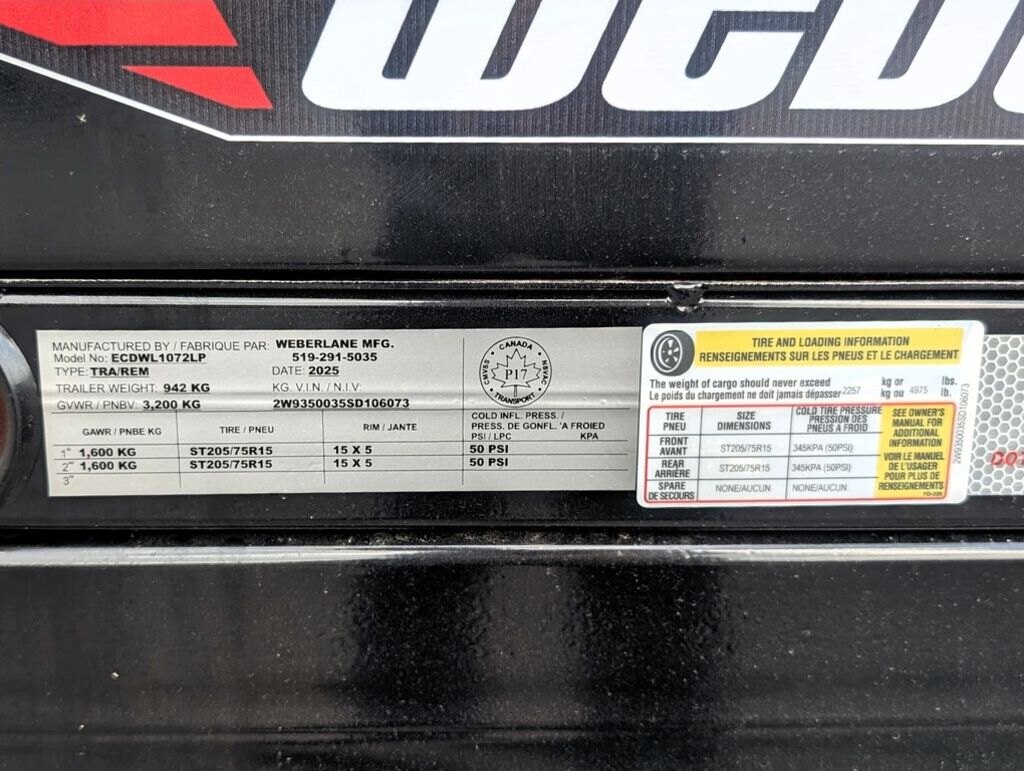 Webe
MANUFACTURED BY / FABRIQUE PAR: WEBERLANE MFG.
Model No: ECDWL1072LP 519-291-5035
TYPE: TRA/REM DATE: 2025
TRAILER WEIGHT: 942 KG KG. V.I.N. / N.I.V:
GVWR / PNBV: 3,200 KG 2W9350035SD106073
CANADA
CMVSS P17 NSVAC
TRANSPORT
GAWR / PNBE KG TIRE / PNEU RIM / JANTE COLD INFL. PRESS. / PRESS, DE GONFL. 'A FROIED PSI / LPC KPA
1" 1,600 KG ST205/75R15 15 X 5 50 PSI
2" 1,600 KG ST205/75R15 15 X 5 50 PSI
3"
TIRE AND LOADING INFORMATION
RENSEIGNEMENTS SUR LES PNEUS ET LE CHARGEMENT
The weight of cargo should never exceed kg or lbs.
Le poids du chargement ne doit jamais dépasser 2257 kg ou 4975 lb.
TIRE PNEU SIZE DIMENSIONS COLD TIRE PRESSURE PRESSION DES PNEUS A FROID
FRONT AVANT ST205/75R15 345KPA (50PSI)
REAR ARRIÈRE ST205/75R15 345KPA (50PSI)
SPARE DE SECOURS NONE/AUCUN NONE/AUCUN
SEE OWNER'S
MANUAL FOR
ADDITIONAL
INFORMATION
VOIR LE MANUEL
DE L'USAGER
POUR PLUS DE
RENSEIGNEMENTS
2W9350035SD106073
DOT